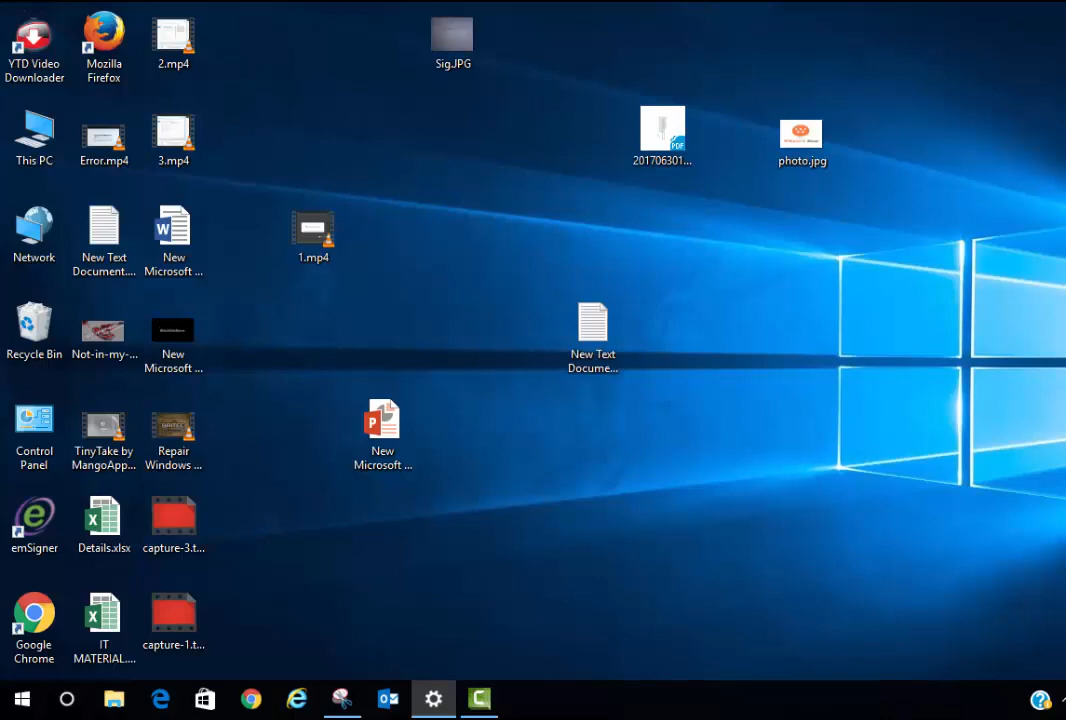 YTD Video
Downloader
Mozilla
Firefox
2.mp4
SigJPG
This PC
Error.mp4
3.mp4
PDF
201706301...
photo.jpg
Network
New Text
Document....
W
New
Microsoft ...
1.mp4
Recycle Bin
Not-in-my-...
New
Microsoft ...
New Text
Docume...
Control
Panel
TinyTake by
MangoApp...
Repair
Windows ...
P
New
Microsoft ...
emSigner
X
Details.xlsx
capture-3.t...
Google
Chrome
X
IT
MATERIAL....
capture-1.t...